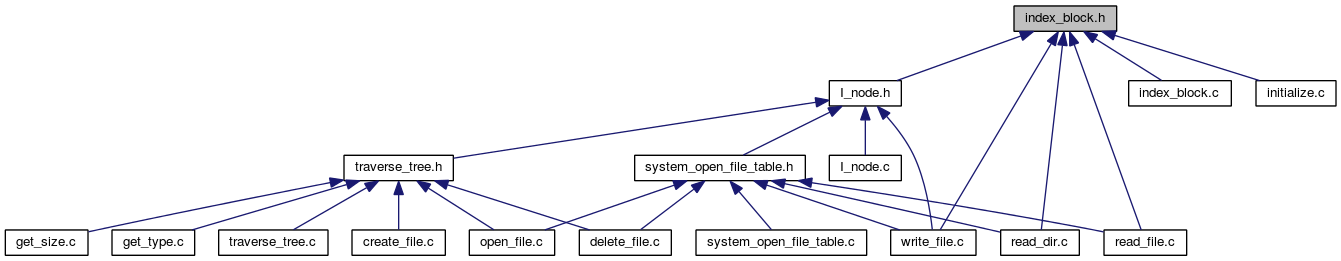 index_block.h
I_node.h
index_block.c
initialize.c
traverse_tree.h
system_open_file_table.h
I_node.c
get_size.c
get_type.c
traverse_tree.c
create_file.c
open_file.c
delete_file.c
system_open_file_table.c
write_file.c
read_dir.c
read_file.c